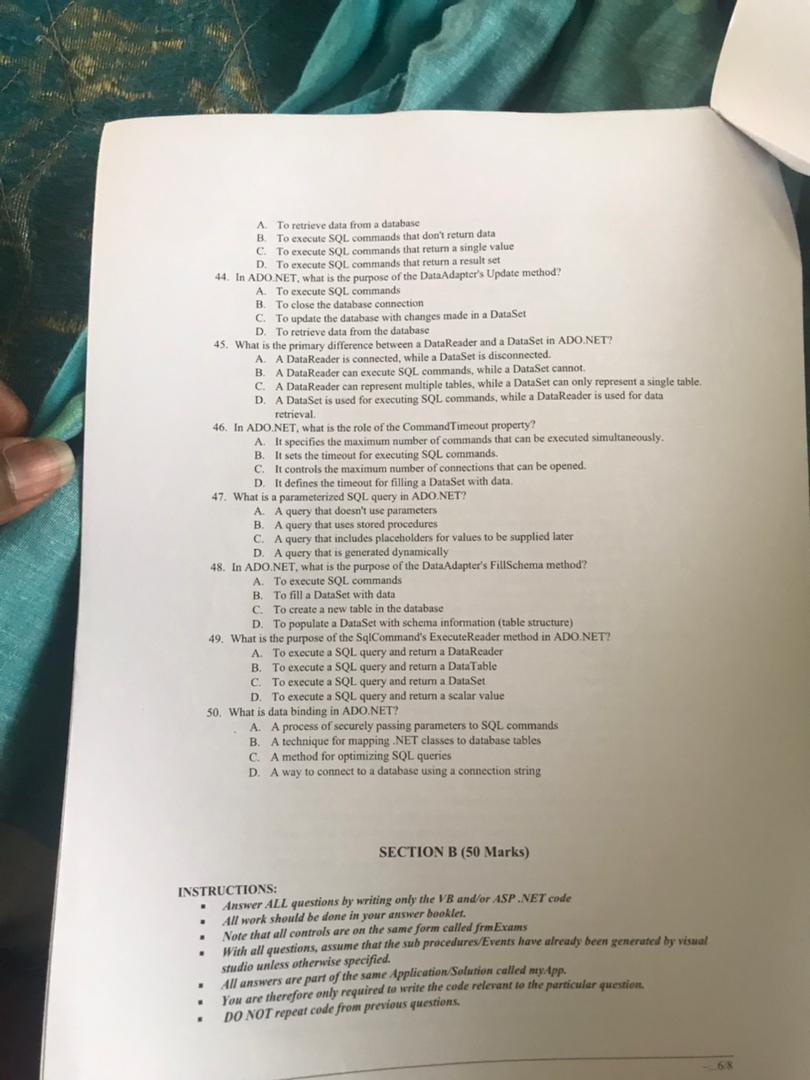 A. To retrieve data from a database
B. To execute SQL commands that don't return data
C. To execute SQL commands that return a single value
D. To execute SQL commands that return a result set
44. In ADO.NET, what is the purpose of the DataAdapter's Update method?
A. To execute SQL commands
B. To close the database connection
C. To update the database with changes made in a DataSet
D. To retrieve data from the database
45. What is the primary difference between a DataReader and a DataSet in ADO.NET?
A. A DataReader is connected, while a DataSet is disconnected.
B. A DataReader can execute SQL commands, while a DataSet cannot.
C. A DataReader can represent multiple tables, while a DataSet can only represent a single table.
D. A DataSet is used for executing SQL commands, while a DataReader is used for data
retrieval.
46. In ADO.NET, what is the role of the CommandTimeout property?
A. It specifies the maximum number of commands that can be executed simultaneously.
B. It sets the timeout for executing SQL commands.
C. It controls the maximum number of connections that can be opened.
D. It defines the timeout for filling a DataSet with data.
47. What is a parameterized SQL query in ADO.NET?
A. A query that doesn't use parameters
B. A query that uses stored procedures
C. A query that includes placeholders for values to be supplied later
D. A query that is generated dynamically
48. In ADO.NET, what is the purpose of the DataAdapter's FillSchema method?
A. To execute SQL commands
B. To fill a DataSet with data
C. To create a new table in the database
D. To populate a DataSet with schema information (table structure)
49. What is the purpose of the SqlCommand's ExecuteReader method in ADO.NET?
A. To execute a SQL query and return a DataReader
B. To execute a SQL query and return a DataTable
C. To execute a SQL query and return a DataSet
D. To execute a SQL query and return a scalar value
50. What is data binding in ADO.NET?
A. A process of securely passing parameters to SQL commands
B. A technique for mapping .NET classes to database tables
C. A method for optimizing SQL queries
D. A way to connect to a database using a connection string
SECTION B (50 Marks)
INSTRUCTIONS:
▪ Answer ALL questions by writing only the VB and/or ASP .NET code
▪ All work should be done in your answer booklet.
▪ Note that all controls are on the same form called frmExams
▪ With all questions, assume that the sub procedures/Events have already been generated by visual
studio unless otherwise specified.
▪ All answers are part of the same Application/Solution called myApp.
▪ You are therefore only required to write the code relevant to the particular question.
▪ DO NOT repeat code from previous questions.
...6/8